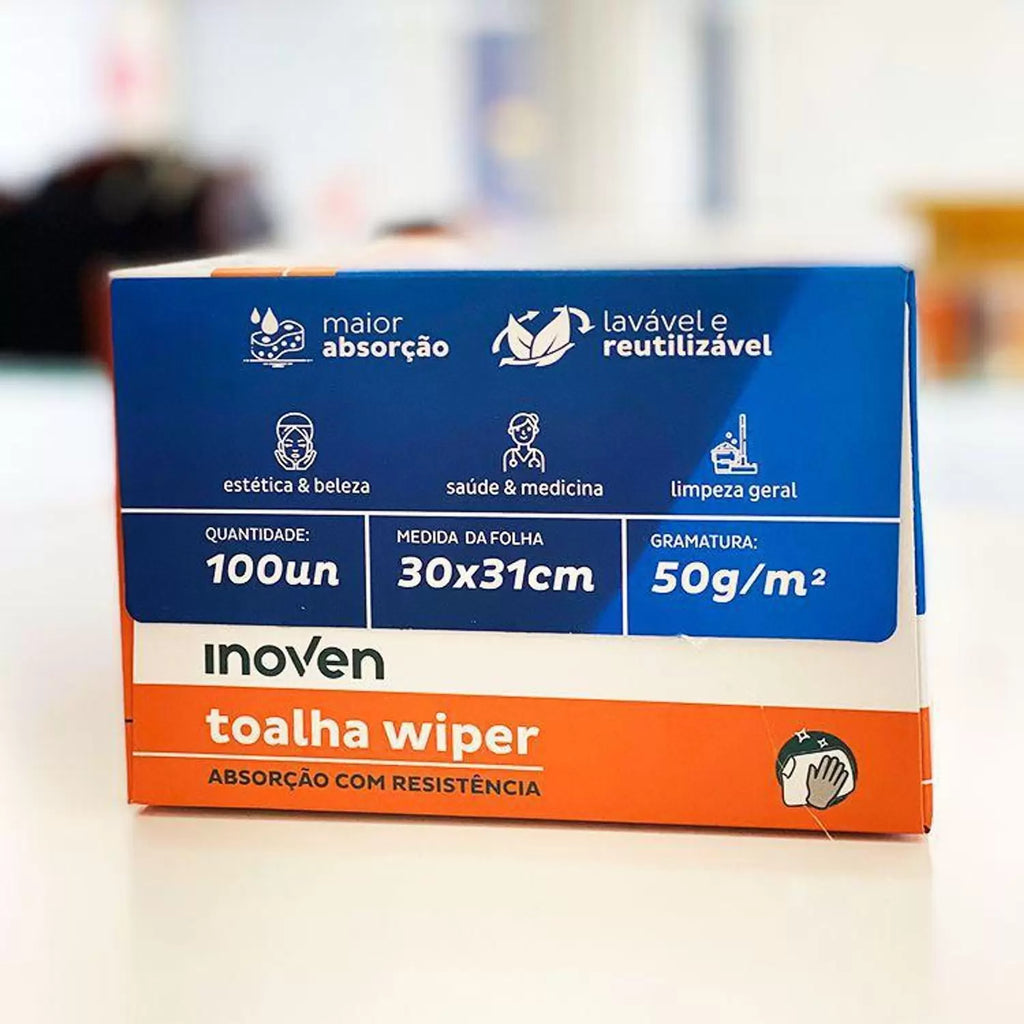 maior
absorção
lavável e
reutilizável
estética & beleza
saúde & medicina
limpeza geral
QUANTIDADE:
100un
MEDIDA DA FOLHA
30x31cm
GRAMATURA:
50g/m²
inoven
toalha wiper
ABSORÇÃO COM RESISTÊNCIA